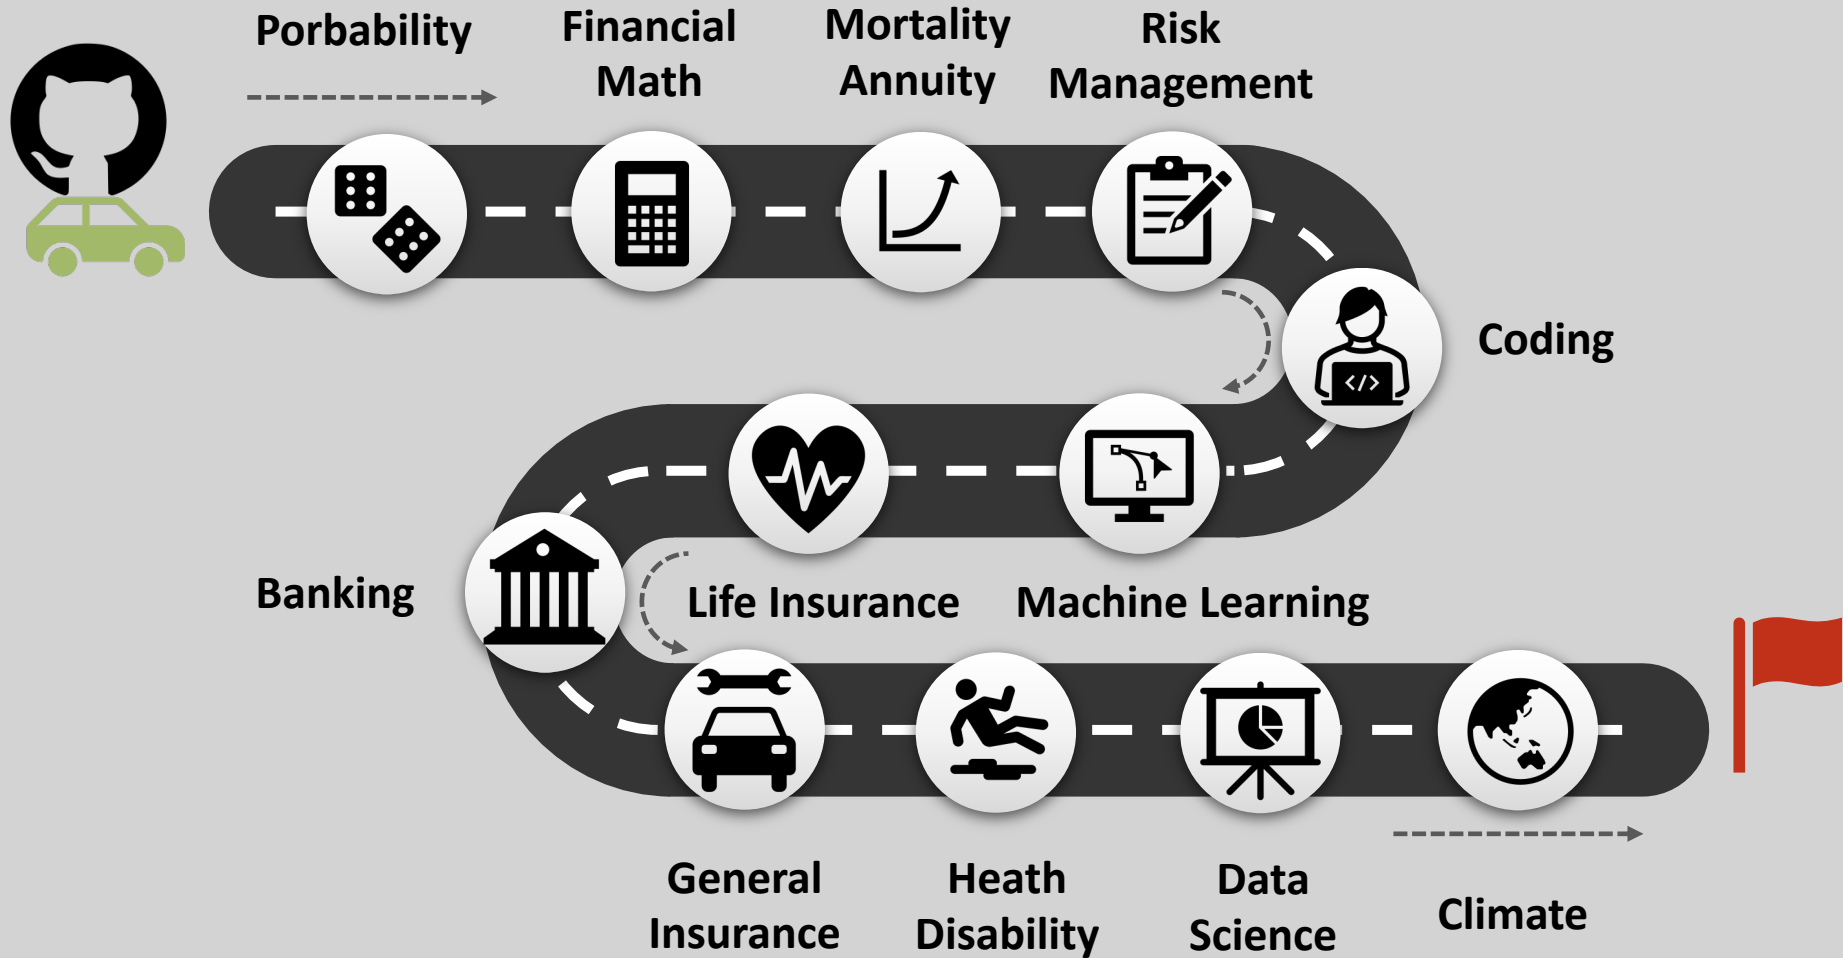 Porbability
Financial
Math
Mortality
Annuity
Risk
Management
Coding
</>
Banking
Life Insurance
Machine Learning
General
Insurance
Heath
Disability
Data
Science
Climate